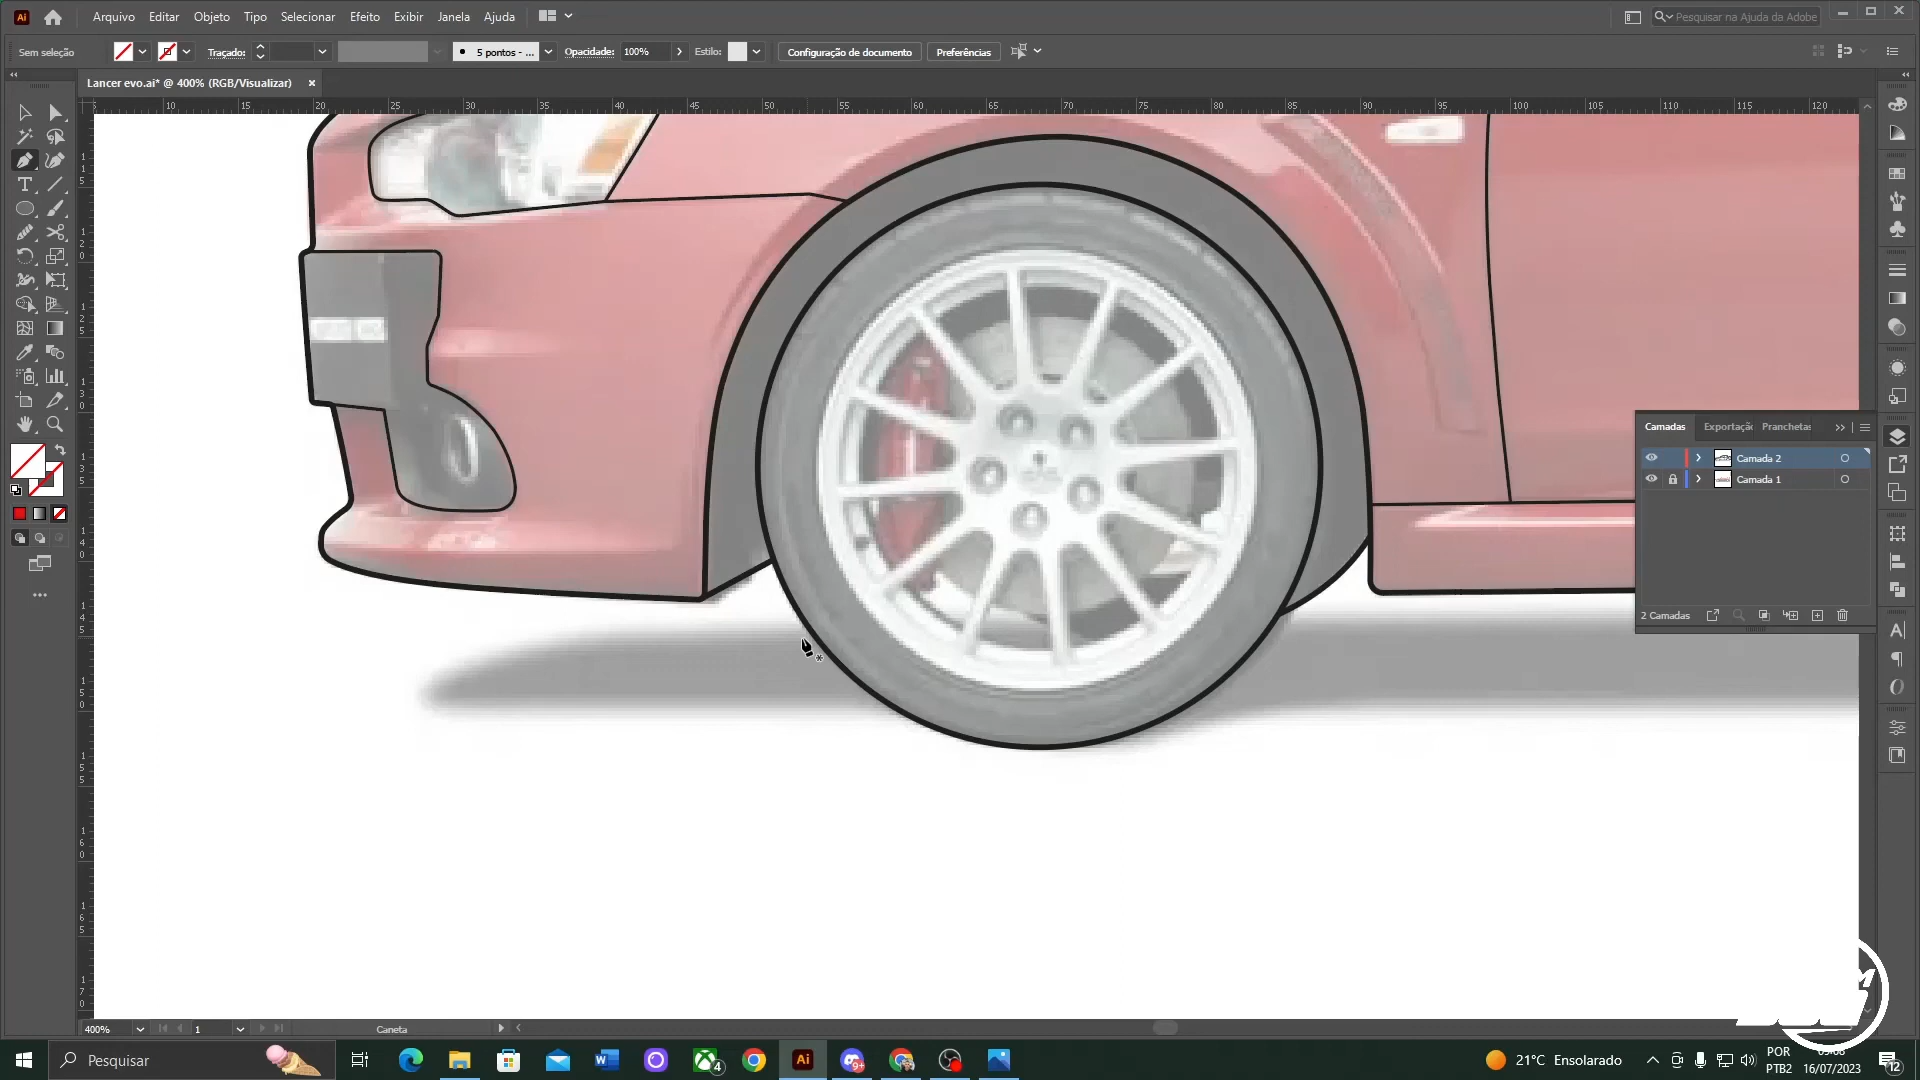 Arquivo Editar Objeto Tipo Selecionar Efeito Exibir Janela Ajuda
Pesquisar na Ajuda da Adobe
Sem seleção Traçado: 5 pontos - ... Opacidade: 100% Estilo: Configuração de documento Preferências
Lancer evo.ai* @ 400% (RGB/Visualizar)
10 15 20 25 30 35 40 45 50 55 60 65 70 75 80 85 90 95 100 105 110 115 120
Camadas Exportação Pranchetas
Camada 2
Camada 1
2 Camadas
400% 1 Caneta
Pesquisar
21°C Ensolarado
POR
PTB2 16/07/2023
12